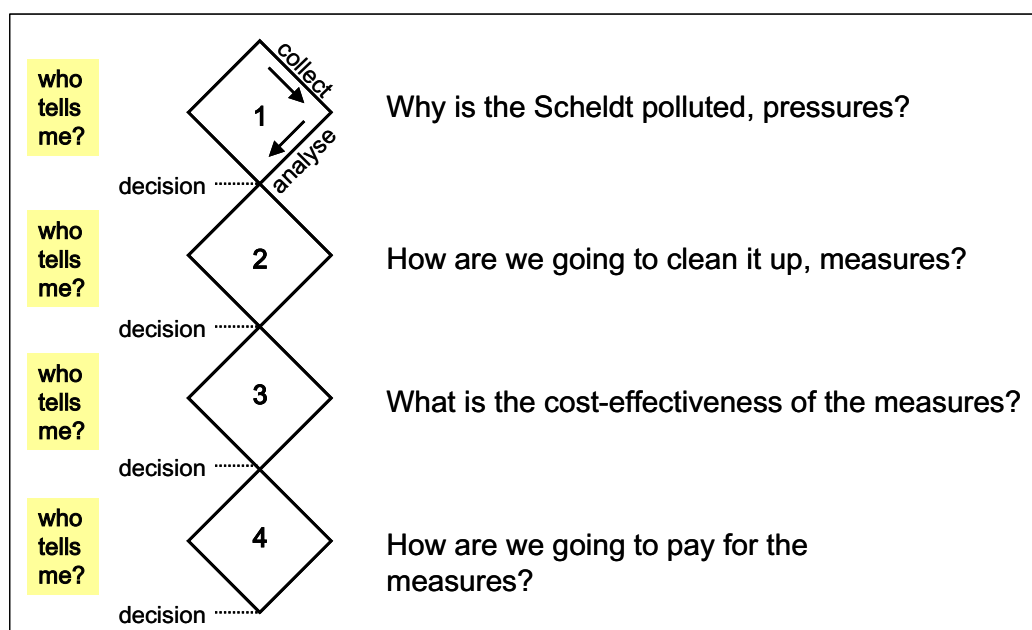 who
tells
me?
collect
1
analyse
Why is the Scheldt polluted, pressures?
decision
who
tells
me?
2
How are we going to clean it up, measures?
decision
who
tells
me?
3
What is the cost-effectiveness of the measures?
decision
who
tells
me?
4
How are we going to pay for the
measures?
decision